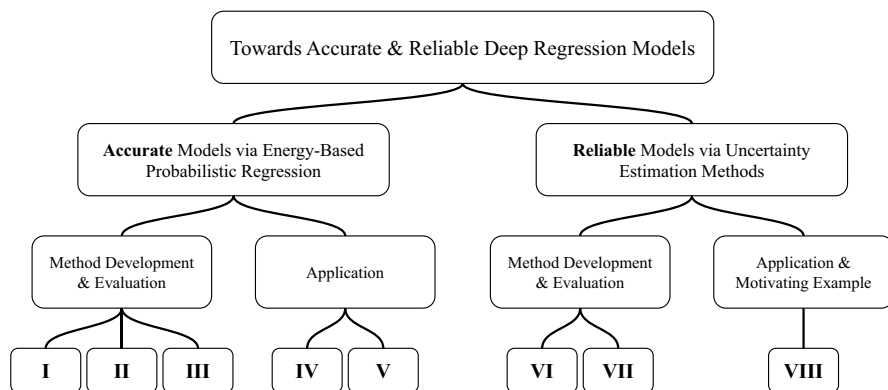 Towards Accurate & Reliable Deep Regression Models
Accurate Models via Energy-Based
Probabilistic Regression
Reliable Models via Uncertainty
Estimation Methods
Method Development
& Evaluation
Application
Method Development
& Evaluation
Application &
Motivating Example
I
II
III
IV
V
VI
VII
VIII